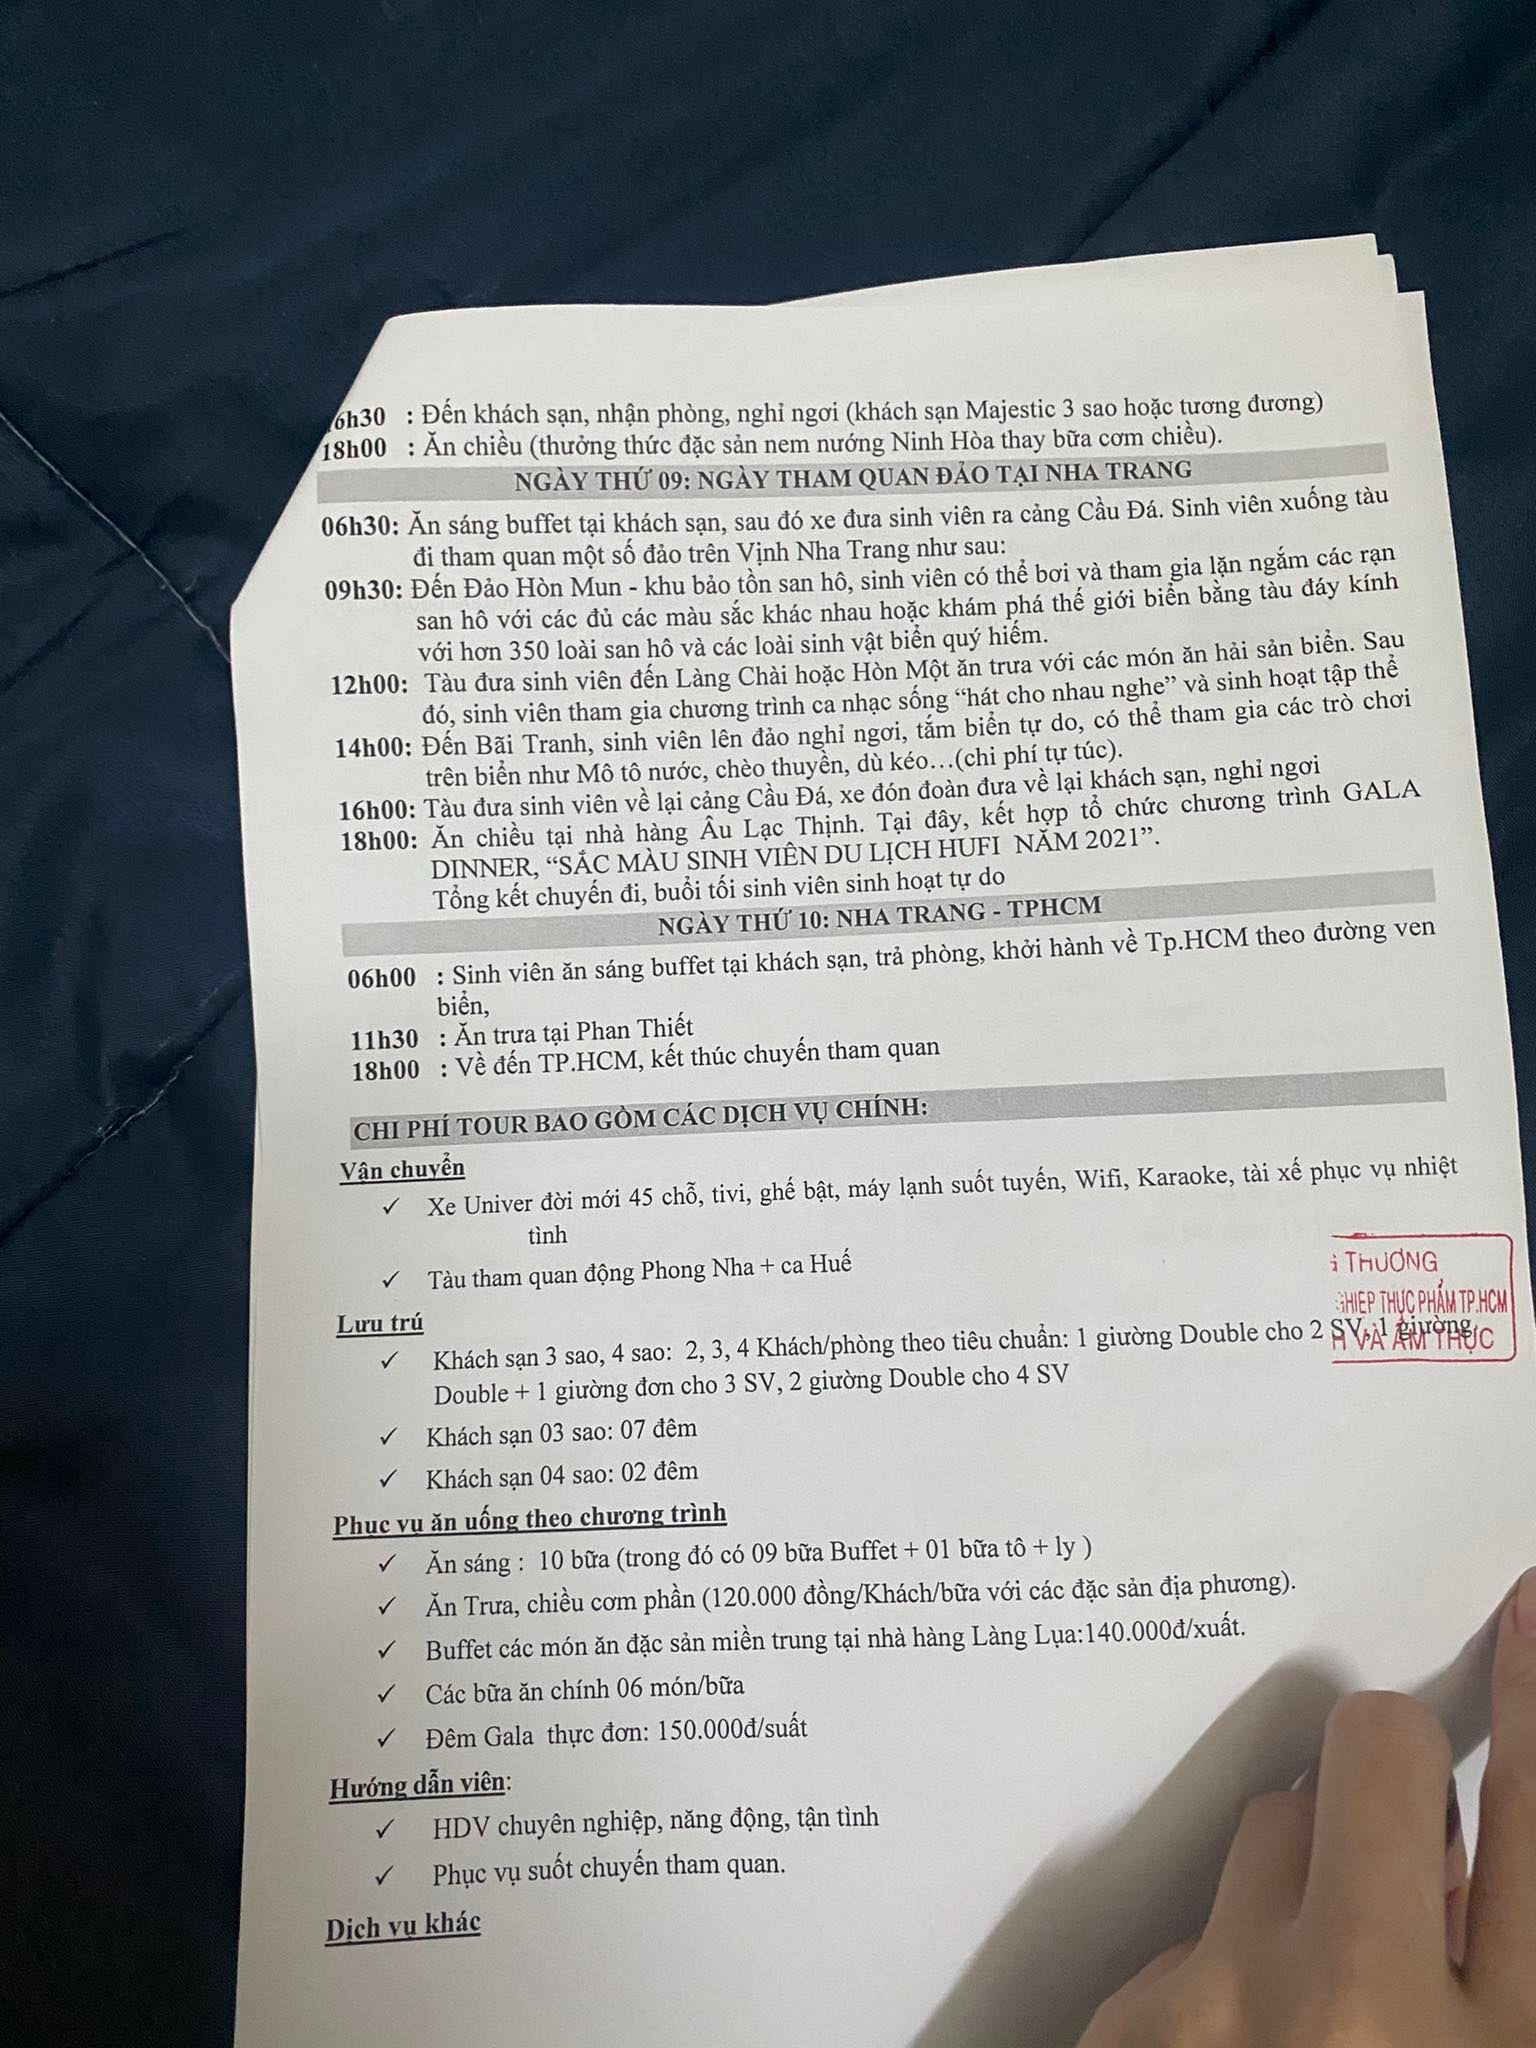 6h30 : Đến khách sạn, nhận phòng, nghỉ ngơi (khách sạn Majestic 3 sao hoặc tương đương)
18h00 : Ăn chiều (thưởng thức đặc sản nem nướng Ninh Hòa thay bữa cơm chiều).
NGÀY THỨ 09: NGÀY THAM QUAN ĐẢO TẠI NHA TRANG
06h30: Ăn sáng buffet tại khách sạn, sau đó xe đưa sinh viên ra cảng Cầu Đá. Sinh viên xuống tàu
đi tham quan một số đảo trên Vịnh Nha Trang như sau:
09h30: Đến Đảo Hòn Mun - khu bảo tồn san hô, sinh viên có thể bơi và tham gia lặn ngắm các rạn
san hô với các đủ các màu sắc khác nhau hoặc khám phá thế giới biển bằng tàu đáy kính
với hơn 350 loài san hô và các loài sinh vật biển quý hiếm.
12h00: Tàu đưa sinh viên đến Làng Chài hoặc Hòn Một ăn trưa với các món ăn hải sản biển. Sau
đó, sinh viên tham gia chương trình ca nhạc sống “hát cho nhau nghe” và sinh hoạt tập thể
14h00: Đến Bãi Tranh, sinh viên lên đảo nghỉ ngơi, tắm biển tự do, có thể tham gia các trò chơi
trên biển như Mô tô nước, chèo thuyền, dù kéo…(chi phí tự túc).
16h00: Tàu đưa sinh viên về lại cảng Cầu Đá, xe đón đoàn đưa về lại khách sạn, nghỉ ngơi
18h00: Ăn chiều tại nhà hàng Âu Lạc Thịnh. Tại đây, kết hợp tổ chức chương trình GALA
DINNER, “SẮC MÀU SINH VIÊN DU LỊCH HUFI NĂM 2021”.
Tổng kết chuyến đi, buổi tối sinh viên sinh hoạt tự do
NGÀY THỨ 10: NHA TRANG - TPHCM
06h00 : Sinh viên ăn sáng buffet tại khách sạn, trả phòng, khởi hành về Tp.HCM theo đường ven
biển,
11h30 : Ăn trưa tại Phan Thiết
18h00 : Về đến TP.HCM, kết thúc chuyến tham quan
CHI PHÍ TOUR BAO GỒM CÁC DỊCH VỤ CHÍNH:
Vận chuyển
✓ Xe Univer đời mới 45 chỗ, tivi, ghế bật, máy lạnh suốt tuyến, Wifi, Karaoke, tài xế phục vụ nhiệt
tình
✓ Tàu tham quan động Phong Nha + ca Huế
THƯƠNG
GHIỆP THỰC PHẨM TP.HCM
H VÀ ẨM THỰC
Lưu trú
✓ Khách sạn 3 sao, 4 sao: 2, 3, 4 Khách/phòng theo tiêu chuẩn: 1 giường Double cho 2 SV, 1 giường
Double + 1 giường đơn cho 3 SV, 2 giường Double cho 4 SV
✓ Khách sạn 03 sao: 07 đêm
✓ Khách sạn 04 sao: 02 đêm
Phục vụ ăn uống theo chương trình
✓ Ăn sáng : 10 bữa (trong đó có 09 bữa Buffet + 01 bữa tô + ly )
✓ Ăn Trưa, chiều cơm phần (120.000 đồng/Khách/bữa với các đặc sản địa phương).
✓ Buffet các món ăn đặc sản miền trung tại nhà hàng Làng Lụa:140.000đ/xuất.
✓ Các bữa ăn chính 06 món/bữa
✓ Đêm Gala thực đơn: 150.000đ/suất
Hướng dẫn viên:
✓ HDV chuyên nghiệp, năng động, tận tình
✓ Phục vụ suốt chuyến tham quan.
Dịch vụ khác